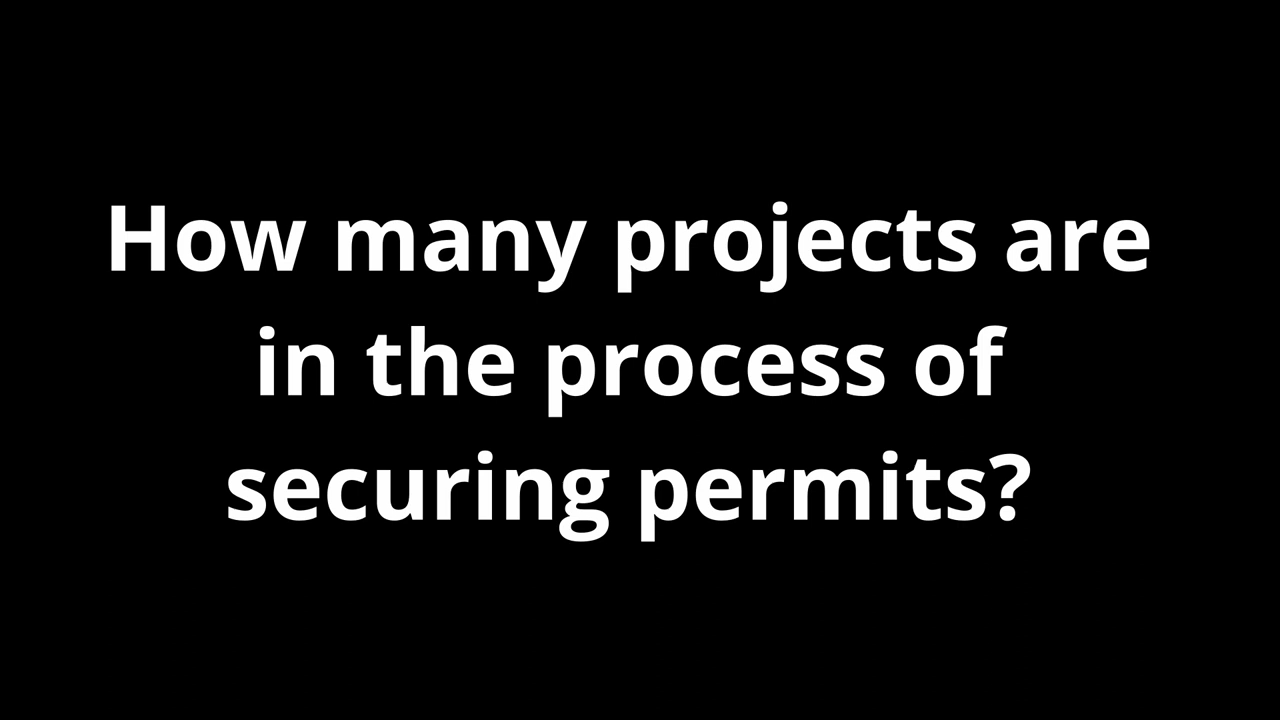 How many projects are
in the process of
securing permits?